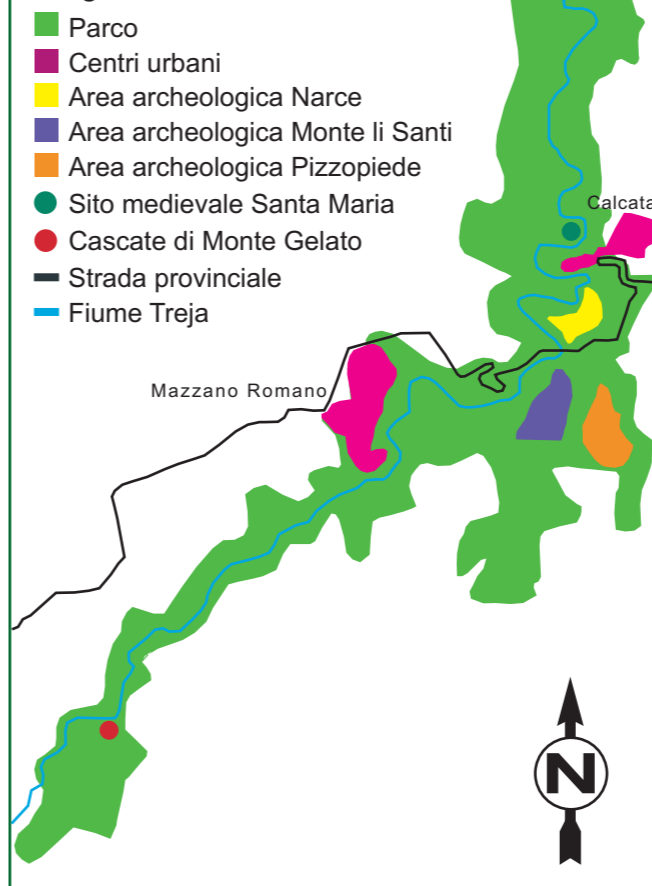 Parco
Centri urbani
Area archeologica Narce
Area archeologica Monte li Santi
Area archeologica Pizzopiede
Sito medievale Santa Maria
Calcata
Cascate di Monte Gelato
Strada provinciale
Fiume Treja
Mazzano Romano
N